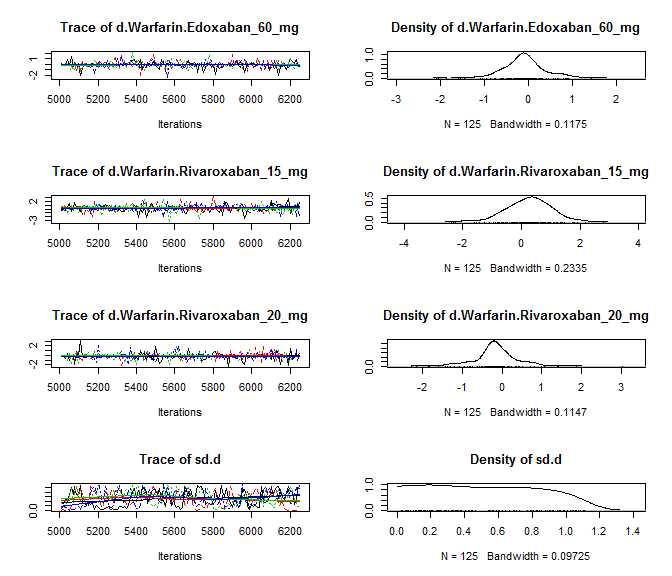 Trace of d.Warfarin.Edoxaban_60_mg
1
-2
5000 5200 5400 5600 5800 6000 6200
Iterations
Density of d.Warfarin.Edoxaban_60_mg
1.0
0.0
-3 -2 -1 0 1 2
N = 125 Bandwidth = 0.1175
Trace of d.Warfarin.Rivaroxaban_15_mg
2
-3
5000 5200 5400 5600 5800 6000 6200
Iterations
Density of d.Warfarin.Rivaroxaban_15_mg
0.5
0.0
-4 -2 0 2 4
N = 125 Bandwidth = 0.2335
Trace of d.Warfarin.Rivaroxaban_20_mg
2
-2
5000 5200 5400 5600 5800 6000 6200
Iterations
Density of d.Warfarin.Rivaroxaban_20_mg
0.0
-2 -1 0 1 2 3
N = 125 Bandwidth = 0.1147
Trace of sd.d
0.0
5000 5200 5400 5600 5800 6000 6200
Iterations
Density of sd.d
1.0
0.0
0.0 0.2 0.4 0.6 0.8 1.0 1.2 1.4
N = 125 Bandwidth = 0.09725